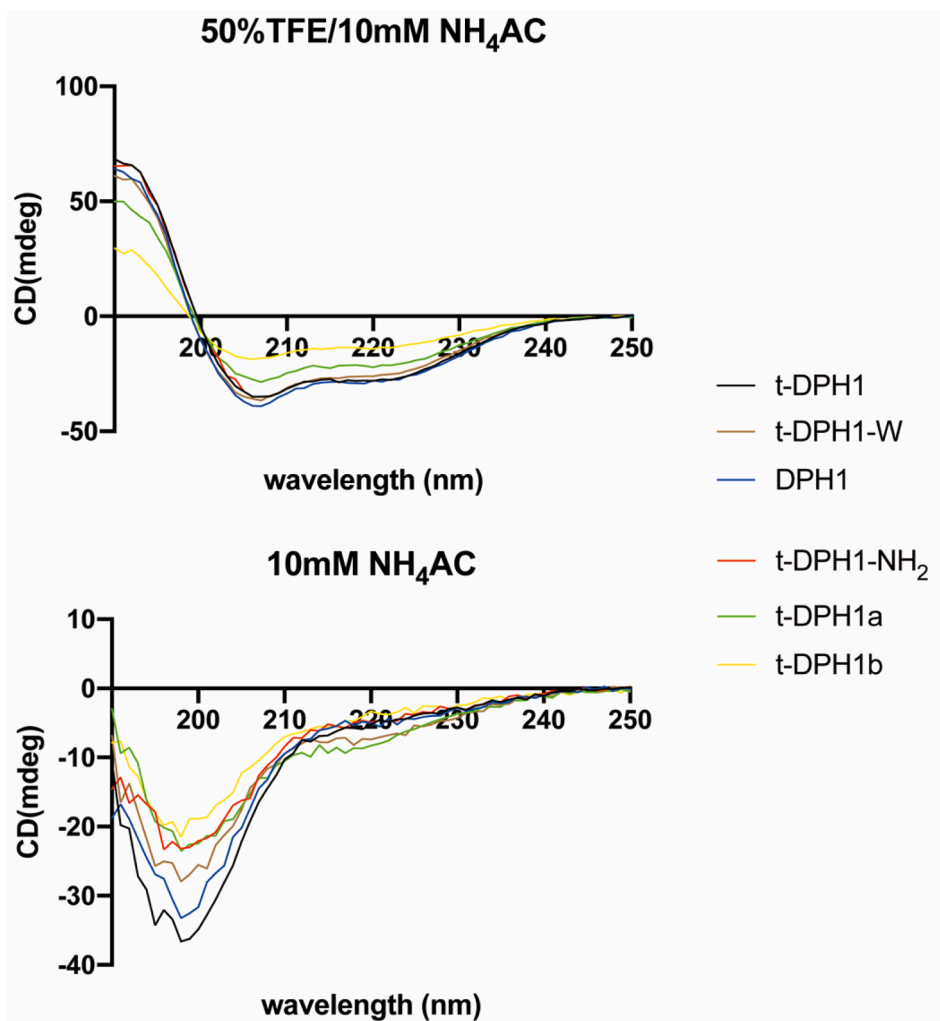 50%TFE/10mM NH₄AC
100
50
0
-50
CD(mdeg)
200 210 220 230 240 250
wavelength (nm)
t-DPH1
t-DPH1-W
DPH1
t-DPH1-NH₂
t-DPH1a
t-DPH1b
10mM NH₄AC
10
0
-10
-20
-30
-40
CD(mdeg)
200 210 220 230 240 250
wavelength (nm)